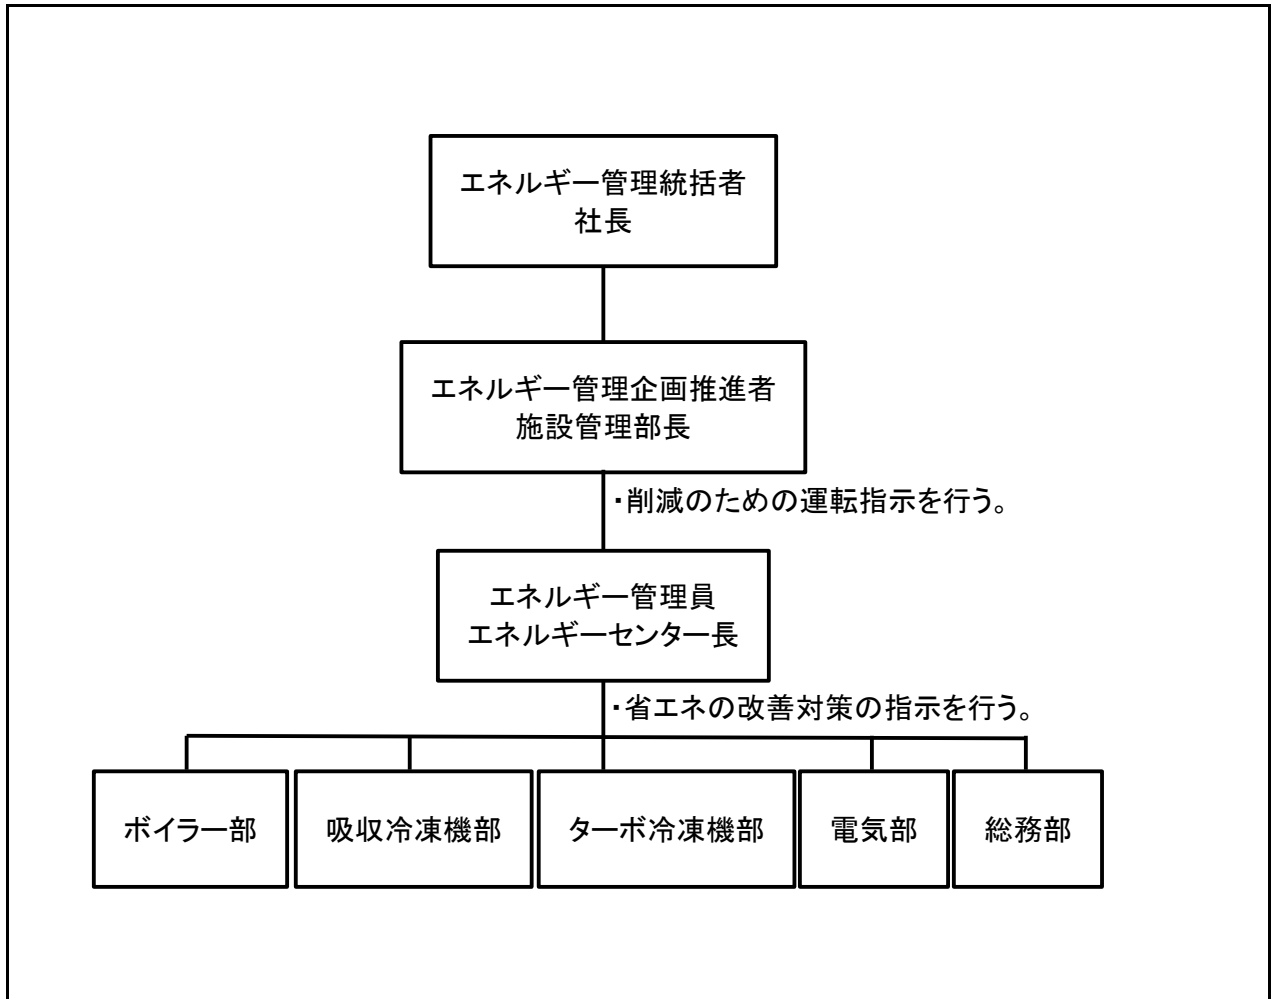 エネルギー管理統括者
社長
エネルギー管理企画推進者
施設管理部長
・削減のための運転指示を行う。
エネルギー管理員
エネルギーセンター長
・省エネの改善対策の指示を行う。
ボイラー部
吸収冷凍機部
ターボ冷凍機部
電気部
総務部